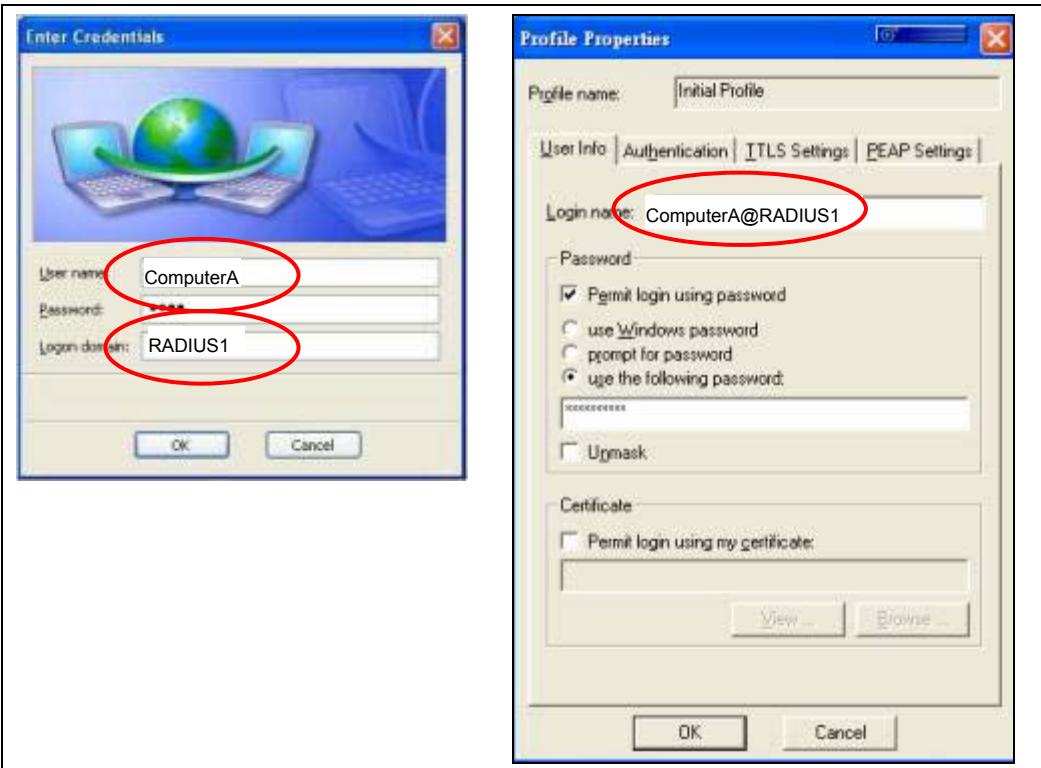 Enter Credentials
User name:
ComputerA
Password:
••••
Logon domain:
RADIUS1
OK
Cancel
Profile Properties
Profile name:
Initial Profile
User Info
Authentication
TTLS Settings
PEAP Settings
Login name:
ComputerA@RADIUS1
Password
Permit login using password
use Windows password
prompt for password
use the following password:
**********
Unmask
Certificate
Permit login using my certificate:
View ...
Browse ...
OK
Cancel